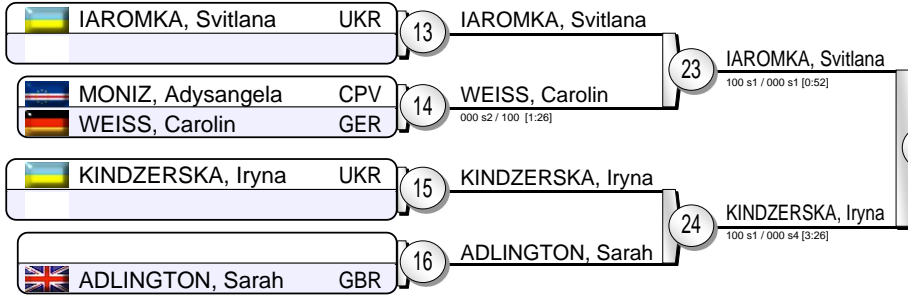 IAROMKA, Svitlana UKR
13
IAROMKA, Svitlana
MONIZ, Adysangela CPV
WEISS, Carolin GER
14
WEISS, Carolin
000 s2 / 100 [1:26]
23
IAROMKA, Svitlana
100 s1 / 000 s1 [0:52]
KINDZERSKA, Iryna UKR
15
KINDZERSKA, Iryna
ADLINGTON, Sarah GBR
16
ADLINGTON, Sarah
24
KINDZERSKA, Iryna
100 s1 / 000 s4 [3:26]